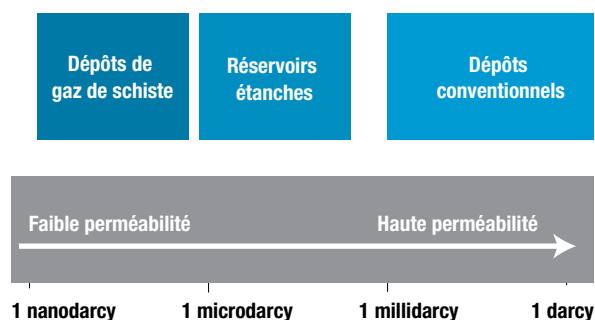 Dépôts de
gaz de schiste
Réservoirs
étanches
Dépôts
conventionnels
Faible perméabilité
Haute perméabilité
1 nanodarcy
1 microdarcy
1 millidarcy
1 darcy